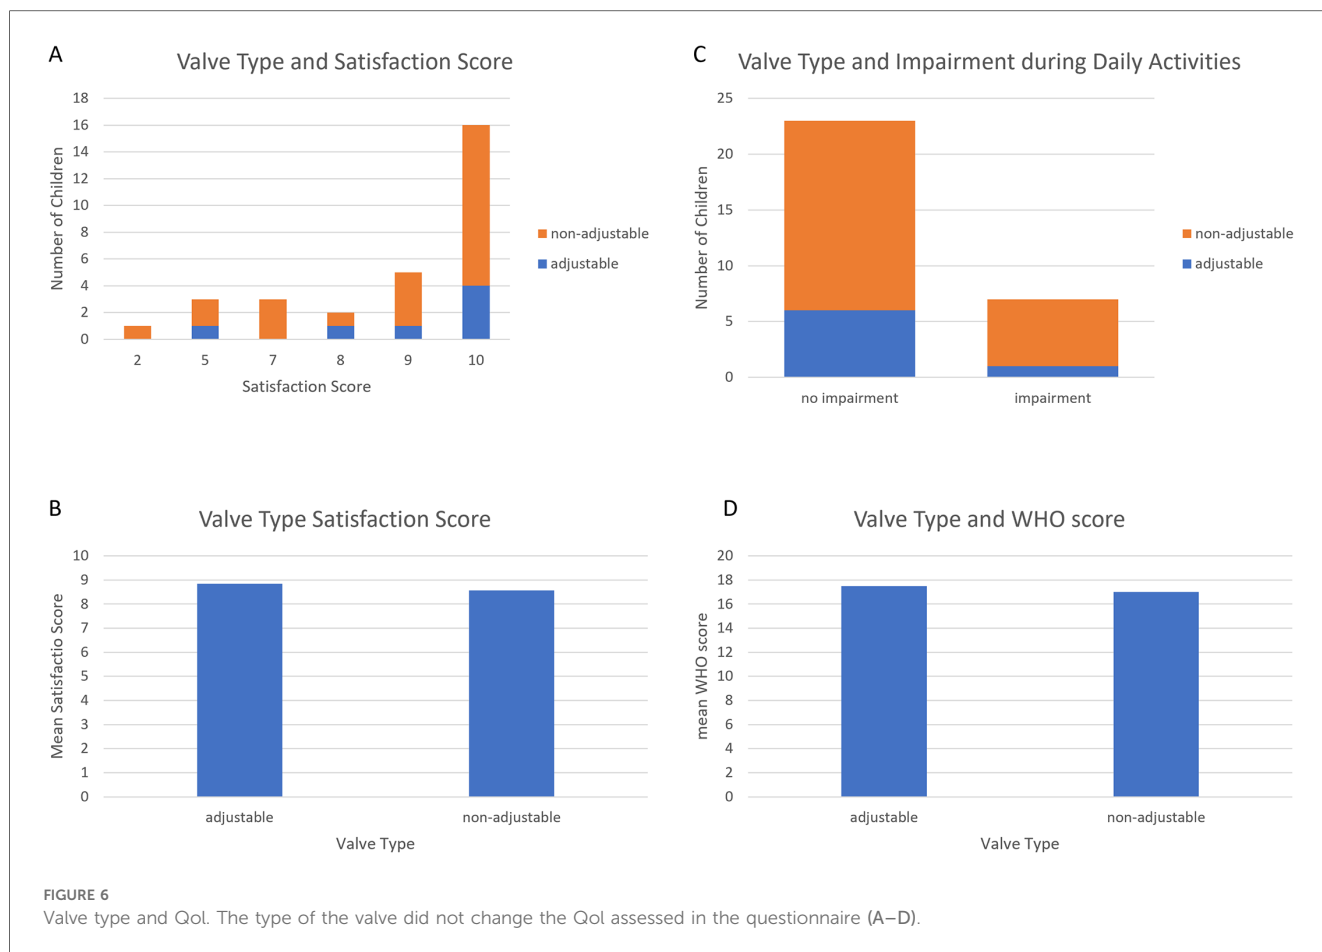 A
Valve Type and Satisfaction Score
18
16
14
12
10
8
6
4
2
0
Number of Children
2 5 7 8 9 10
Satisfaction Score
non-adjustable
adjustable
C
Valve Type and Impairment during Daily Activities
25
20
15
10
5
0
Number of Children
no impairment impairment
non-adjustable
adjustable
B
Valve Type Satisfaction Score
10
9
8
7
6
5
4
3
2
1
0
Mean Satisfactio Score
adjustable non-adjustable
Valve Type
D
Valve Type and WHO score
20
18
16
14
12
10
8
6
4
2
0
mean WHO score
adjustable non-adjustable
Valve Type
FIGURE 6
Valve type and Qol. The type of the valve did not change the Qol assessed in the questionnaire (A–D).